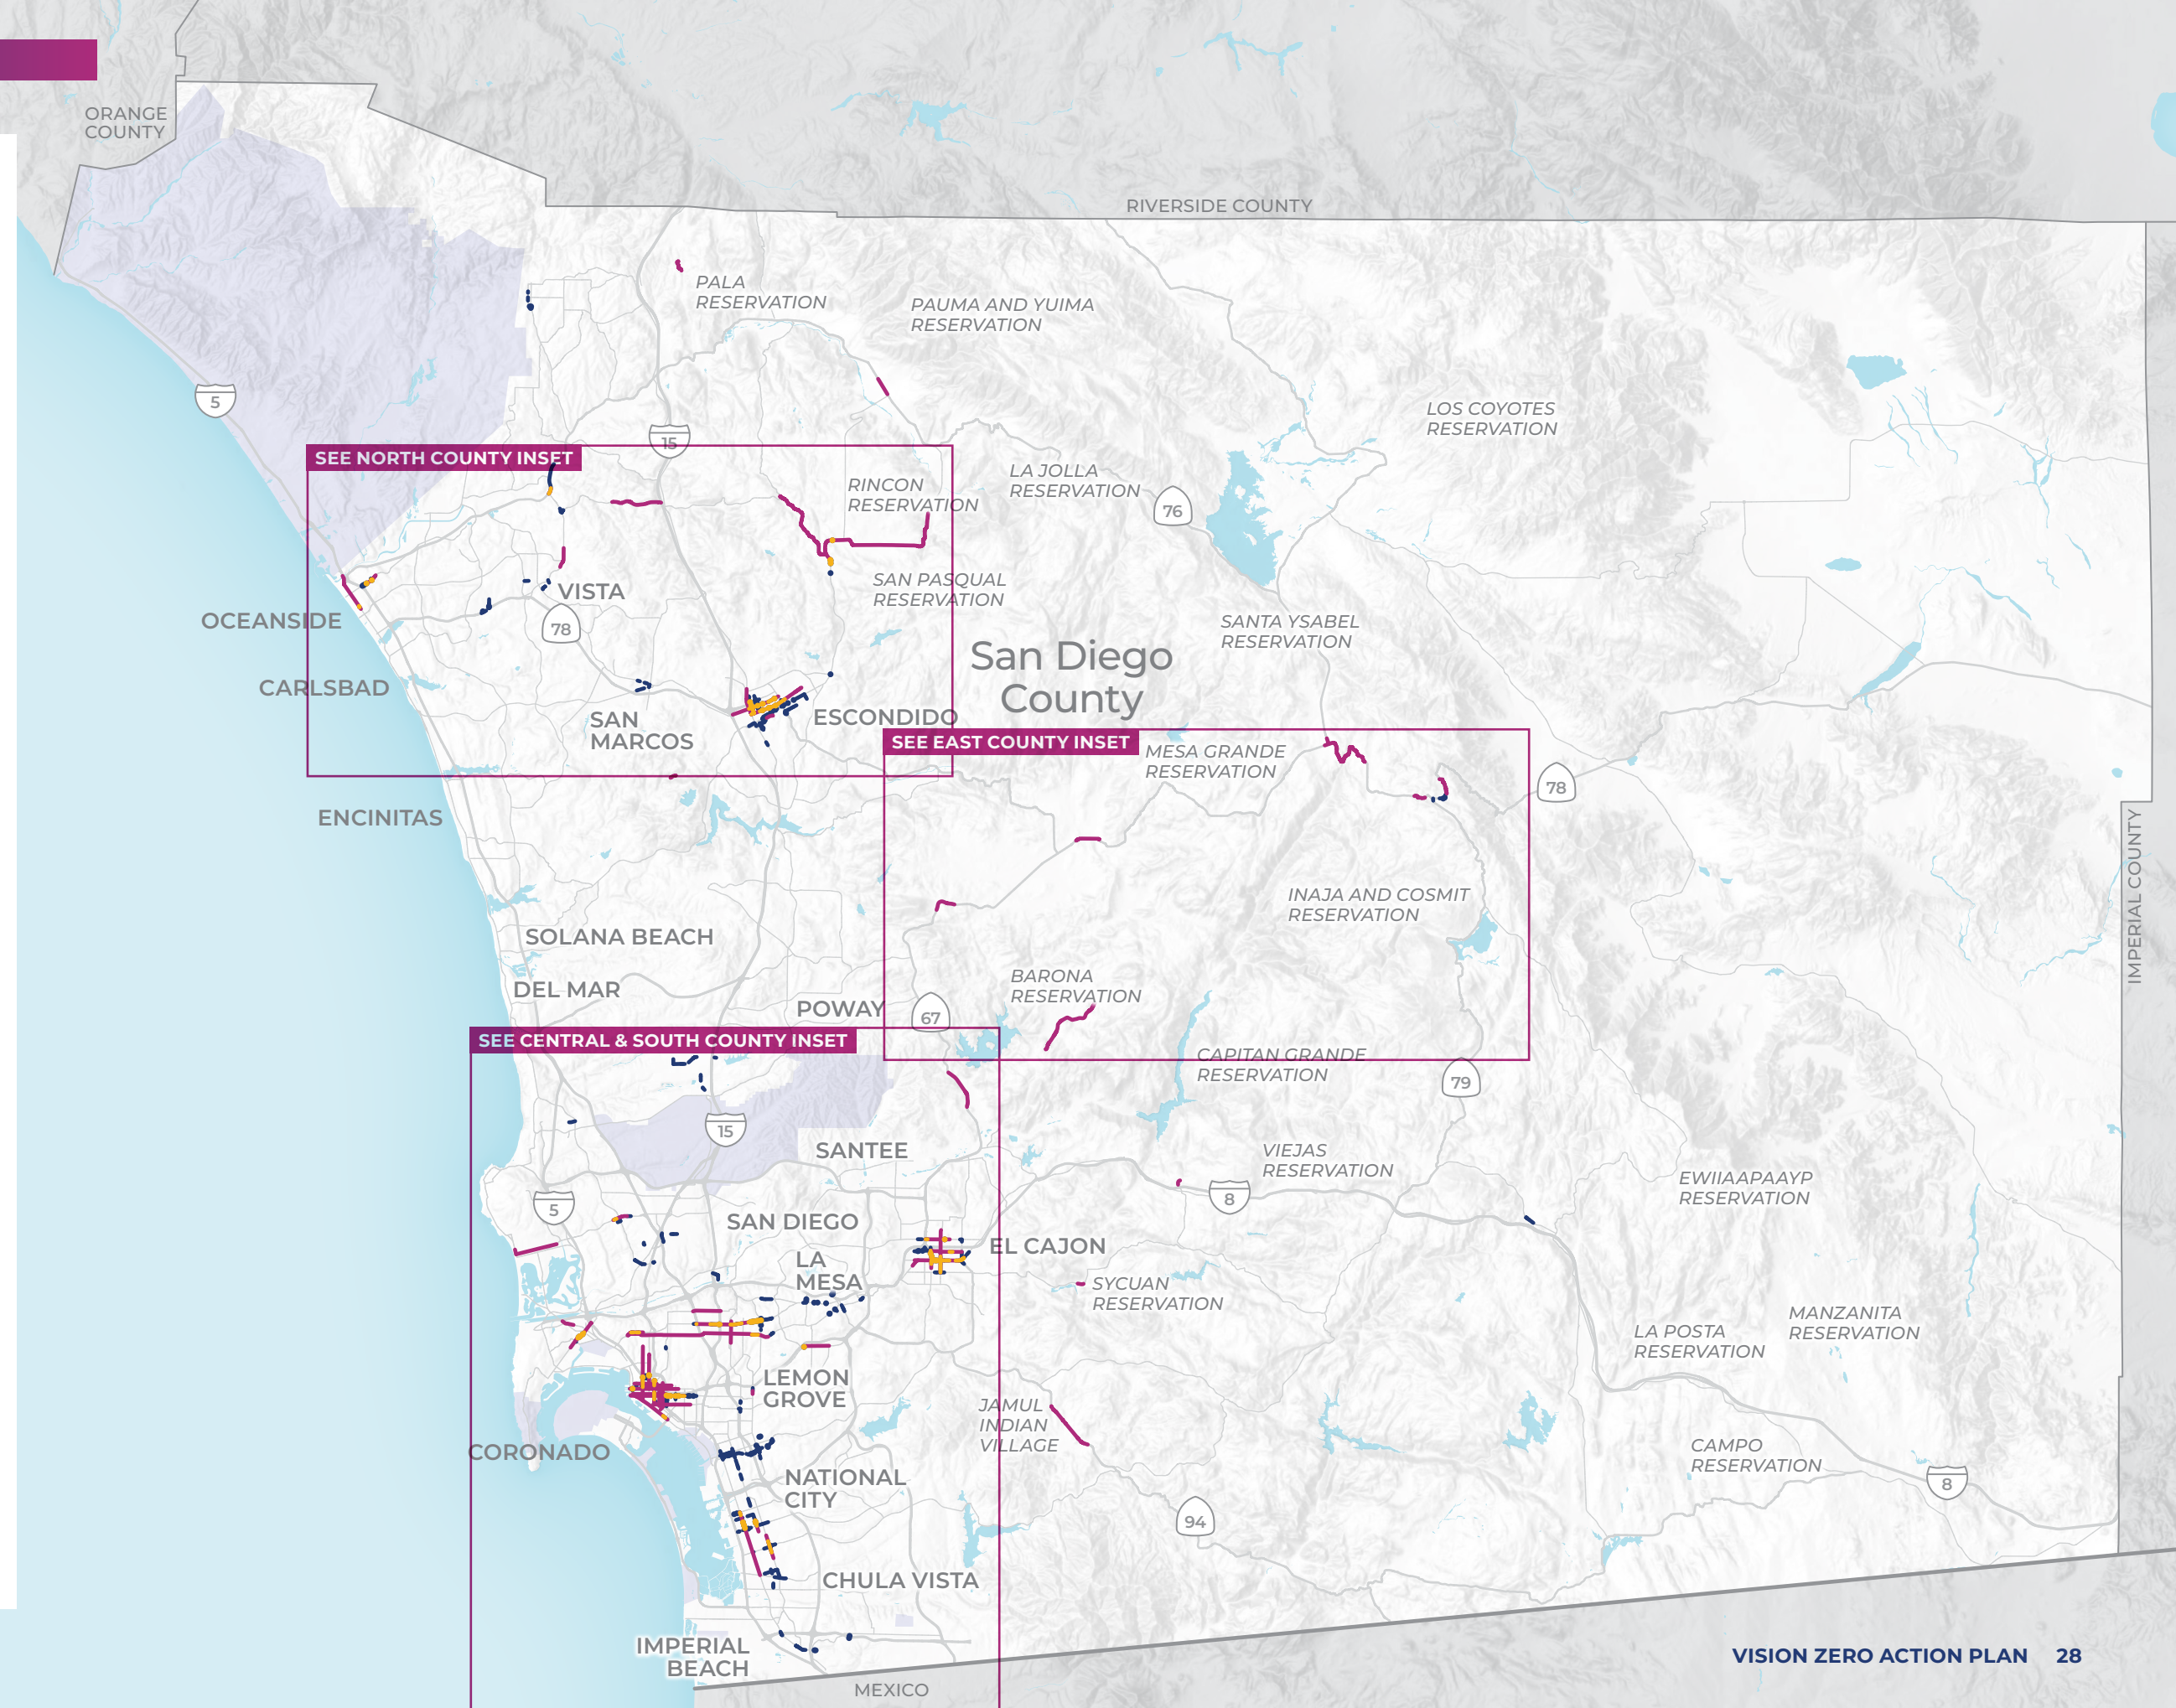 ORANGE
COUNTY
RIVERSIDE COUNTY
PALA
RESERVATION
PAUMA AND YUIMA
RESERVATION
5
LOS COYOTES
RESERVATION
15
SEE NORTH COUNTY INSET
LA JOLLA
RESERVATION
RINCON
RESERVATION
76
SAN PASQUAL
RESERVATION
VISTA
OCEANSIDE
78
SANTA YSABEL
RESERVATION
San Diego
County
CARLSBAD
SAN
MARCOS
ESCONDIDO
SEE EAST COUNTY INSET
MESA GRANDE
RESERVATION
78
ENCINITAS
IMPERIAL COUNTY
INAJA AND COSMIT
RESERVATION
SOLANA BEACH
DEL MAR
BARONA
RESERVATION
POWAY
67
SEE CENTRAL & SOUTH COUNTY INSET
CAPITAN GRANDE
RESERVATION
79
15
SANTEE
VIEJAS
RESERVATION
8
EWIIAAPAAYP
RESERVATION
5
SAN DIEGO
EL CAJON
LA
MESA
SYCUAN
RESERVATION
MANZANITA
RESERVATION
LA POSTA
RESERVATION
LEMON
GROVE
JAMUL
INDIAN
VILLAGE
CORONADO
CAMPO
RESERVATION
NATIONAL
CITY
8
94
CHULA VISTA
IMPERIAL
BEACH
MEXICO
VISION ZERO ACTION PLAN 28